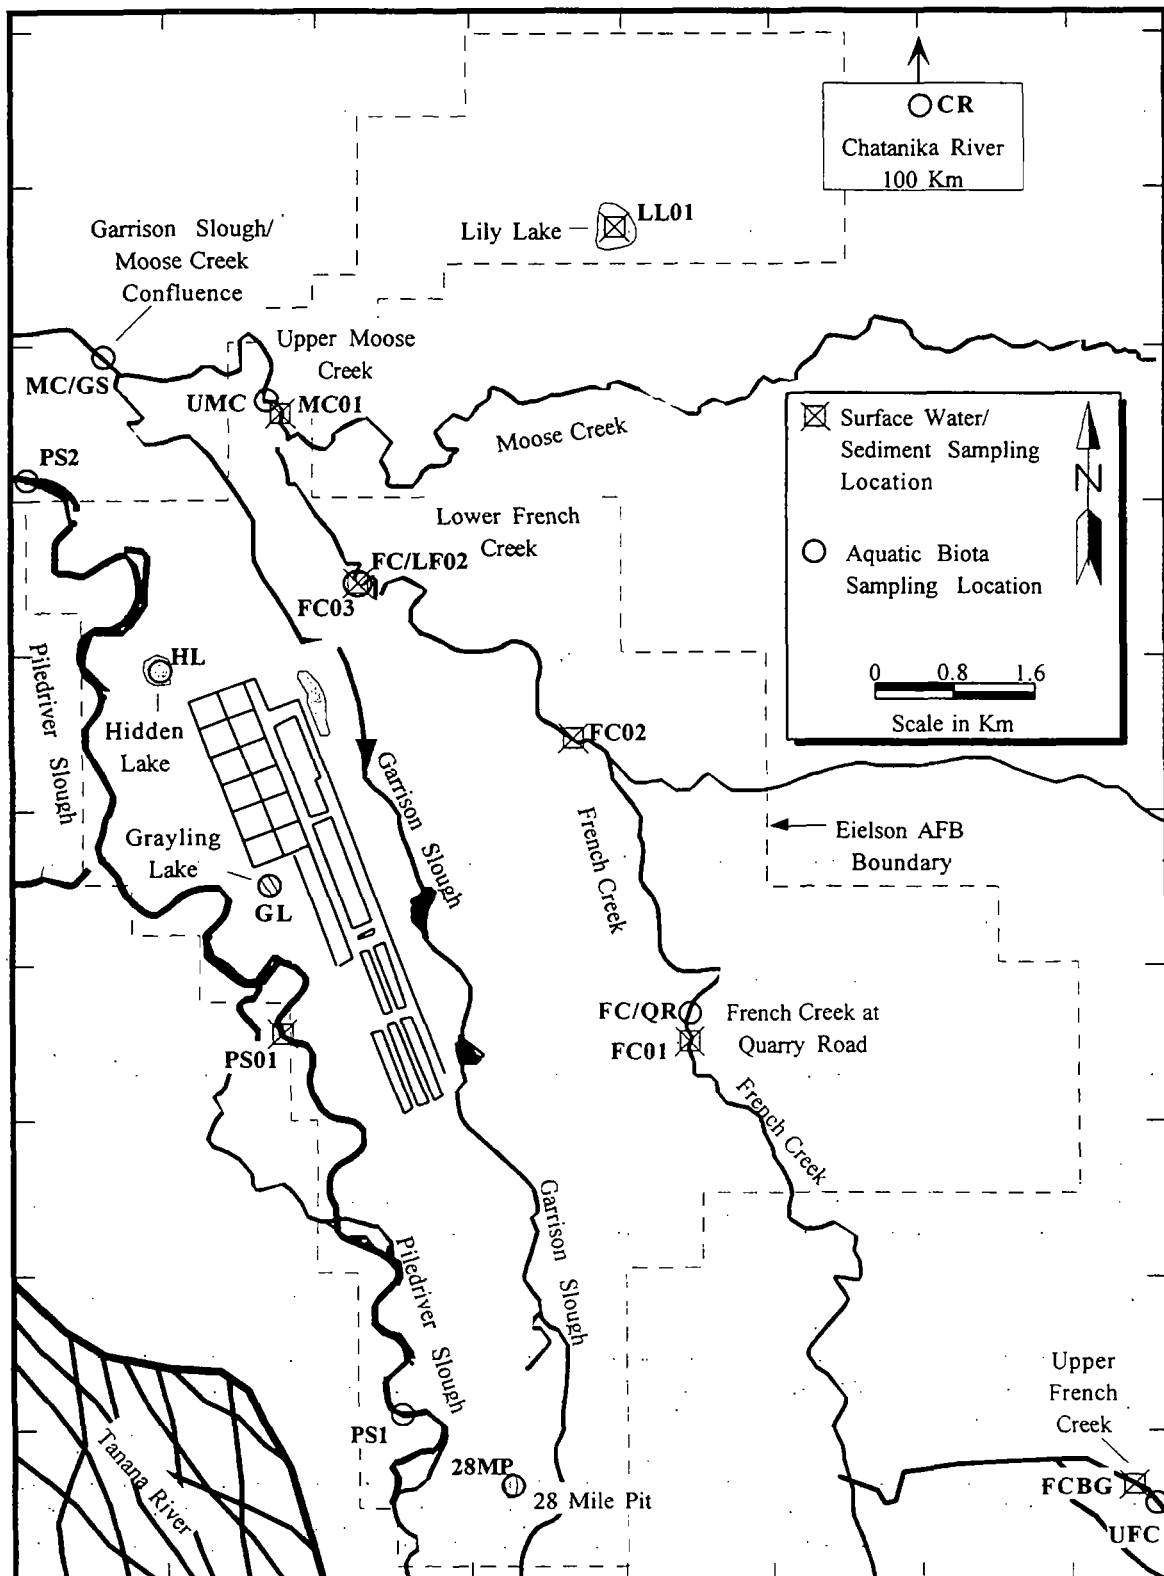 CR
Chatanika River
100 Km
LL01
Lily Lake
Garrison Slough/
Moose Creek
Confluence
Upper Moose
Creek
MC/GS
UMC
MC01
Moose Creek
PS2
Surface Water/
Sediment Sampling
Location
N
Aquatic Biota
Sampling Location
0 0.8 1.6
Scale in Km
Lower French
Creek
FC/LF02
FC03
Piledriver Slough
HL
Hidden
Lake
FC02
Garrison Slough
French Creek
Eielson AFB
Boundary
Grayling
Lake
GL
FC/QR
French Creek at
Quarry Road
FC01
PS01
French Creek
Garrison Slough
Piledriver Slough
Upper
French
Creek
PS1
Tanana River
28MP
28 Mile Pit
FCBG
UFC